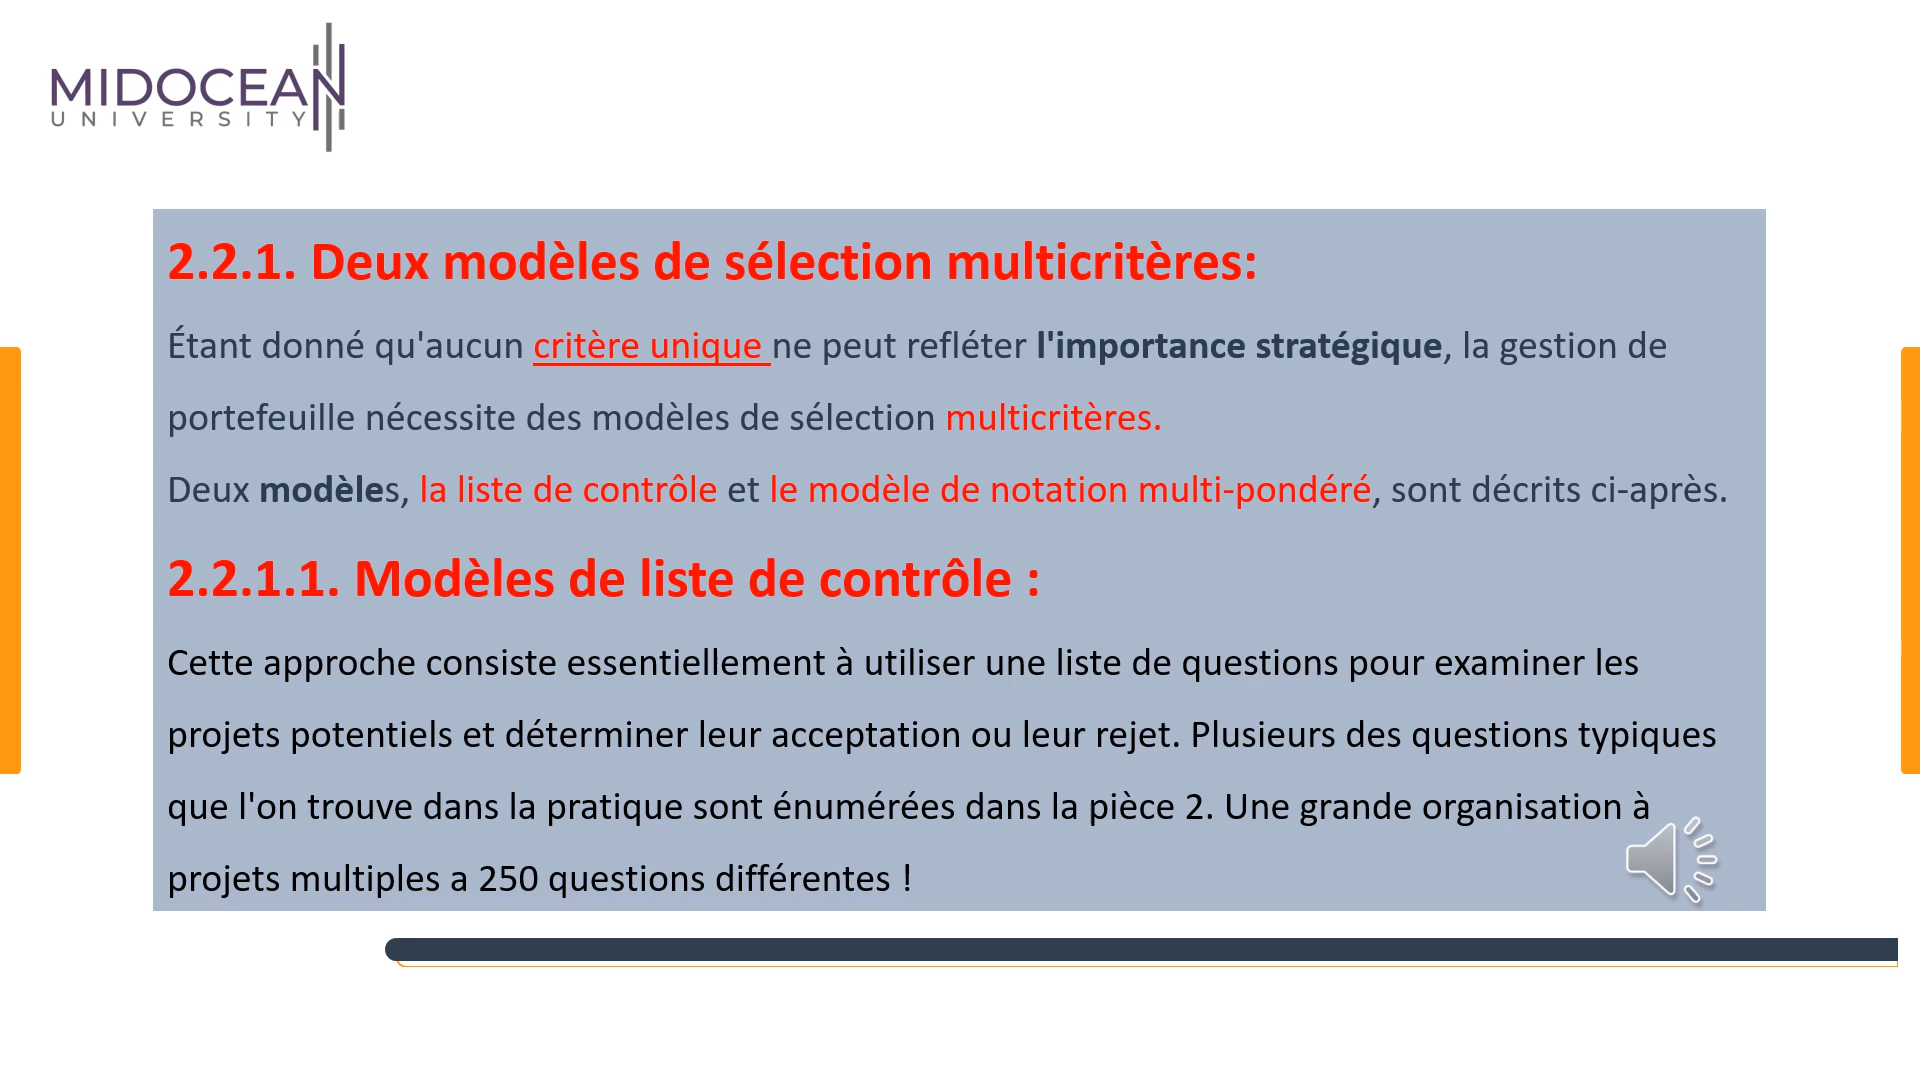 MIDOCEAN
UNIVERSITY
2.2.1. Deux modèles de sélection multicritères:
Étant donné qu'aucun critère unique ne peut refléter l'importance stratégique, la gestion de
portefeuille nécessite des modèles de sélection multicritères.
Deux modèles, la liste de contrôle et le modèle de notation multi-pondéré, sont décrits ci-après.
2.2.1.1. Modèles de liste de contrôle :
Cette approche consiste essentiellement à utiliser une liste de questions pour examiner les
projets potentiels et déterminer leur acceptation ou leur rejet. Plusieurs des questions typiques
que l'on trouve dans la pratique sont énumérées dans la pièce 2. Une grande organisation à
projets multiples a 250 questions différentes !